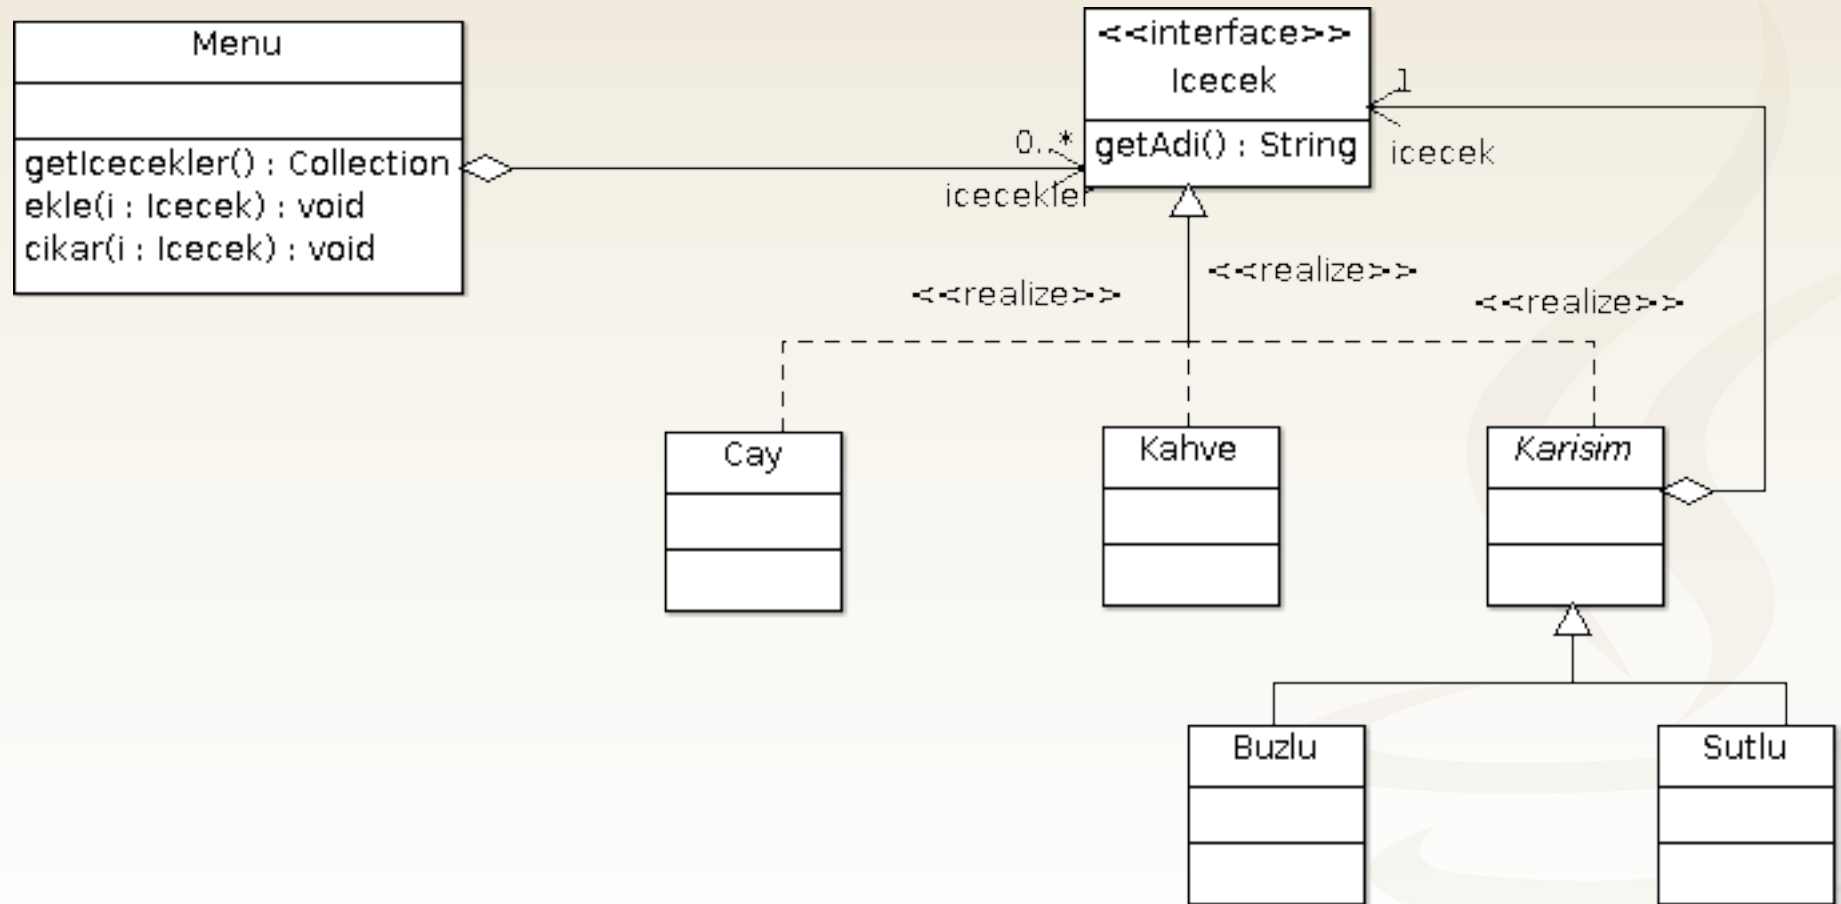 Menu
getIcecekler() : Collection
ekle(i : Icecek) : void
cikar(i : Icecek) : void
<<interface>>
Icecek
getAdi() : String
0..*
icecekler
1
icecek
<<realize>>
<<realize>>
<<realize>>
Cay
Kahve
Karisim
Buzlu
Sutlu